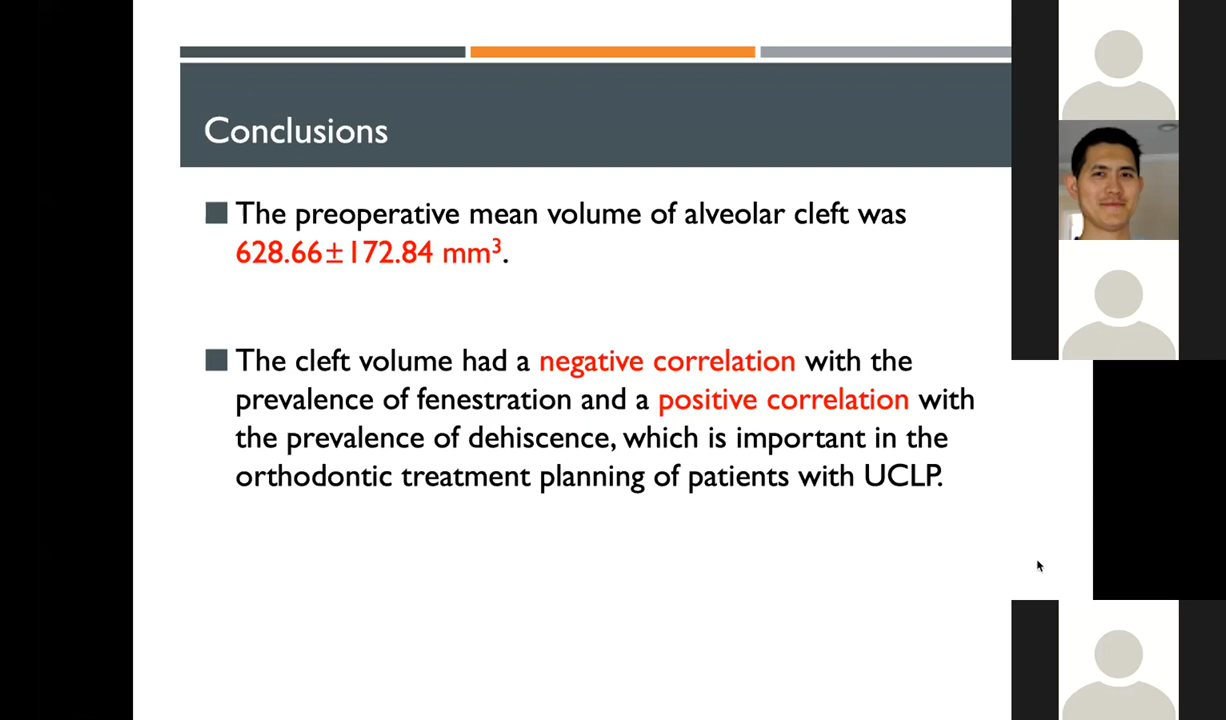 Conclusions
The preoperative mean volume of alveolar cleft was
628.66±172.84 mm³.
The cleft volume had a negative correlation with the
prevalence of fenestration and a positive correlation with
the prevalence of dehiscence, which is important in the
orthodontic treatment planning of patients with UCLP.